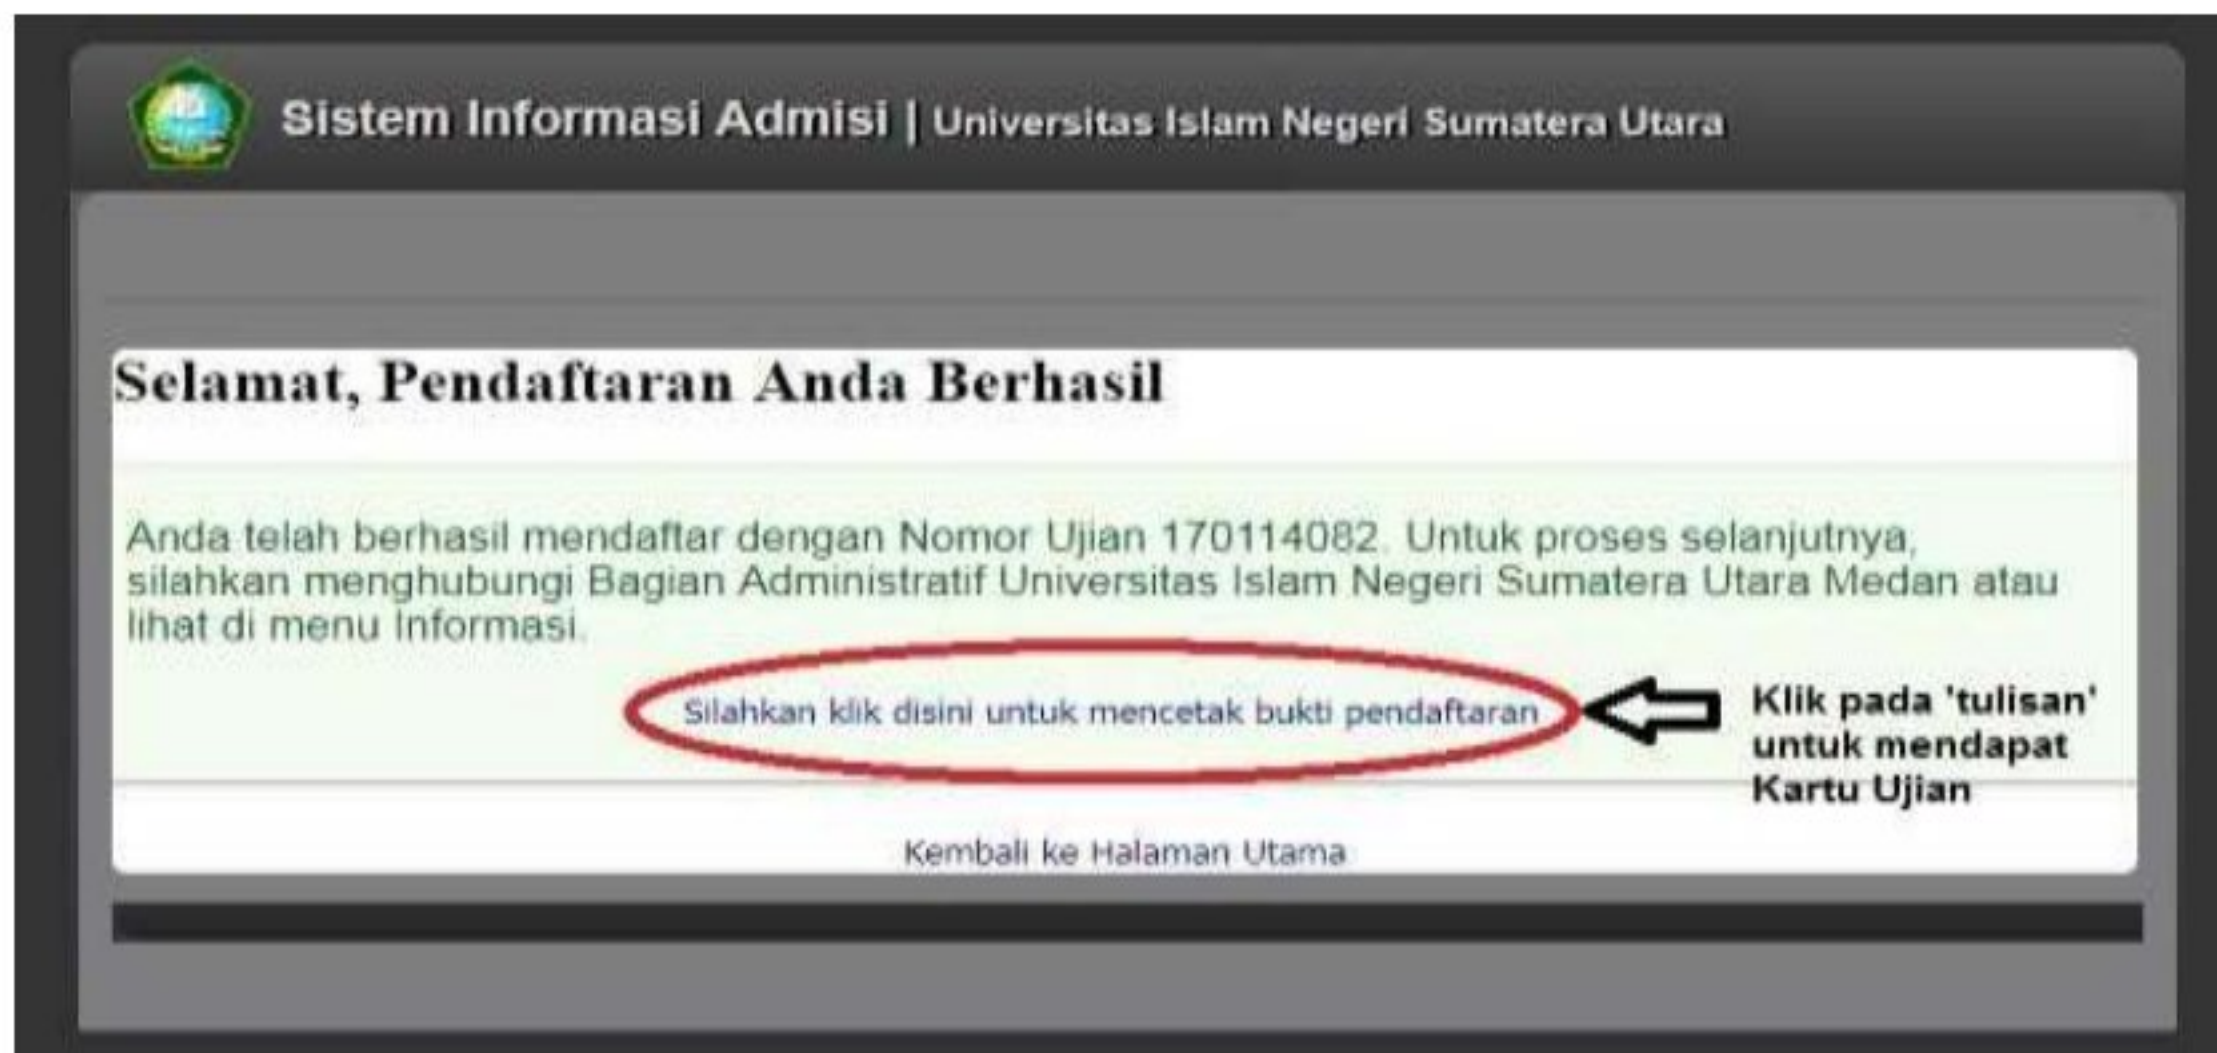 Sistem Informasi Admisi | Universitas Islam Negeri Sumatera Utara
Selamat, Pendaftaran Anda Berhasil
Anda telah berhasil mendaftar dengan Nomor Ujian 170114082. Untuk proses selanjutnya,
silahkan menghubungi Bagian Administratif Universitas Islam Negeri Sumatera Utara Medan atau
lihat di menu Informasi.
Silahkan klik disini untuk mencetak bukti pendaftaran
Klik pada 'tulisan'
untuk mendapat
Kartu Ujian
Kembali ke Halaman Utama